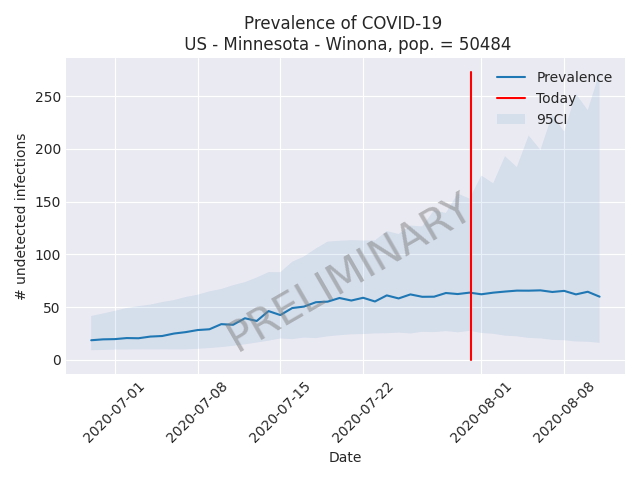 Prevalence of COVID-19
US - Minnesota - Winona, pop. = 50484
Prevalence
Today
95CI
PRELIMINARY
# undetected infections
250
200
150
100
50
0
2020-07-01
2020-07-08
2020-07-15
2020-07-22
2020-08-01
2020-08-08
Date